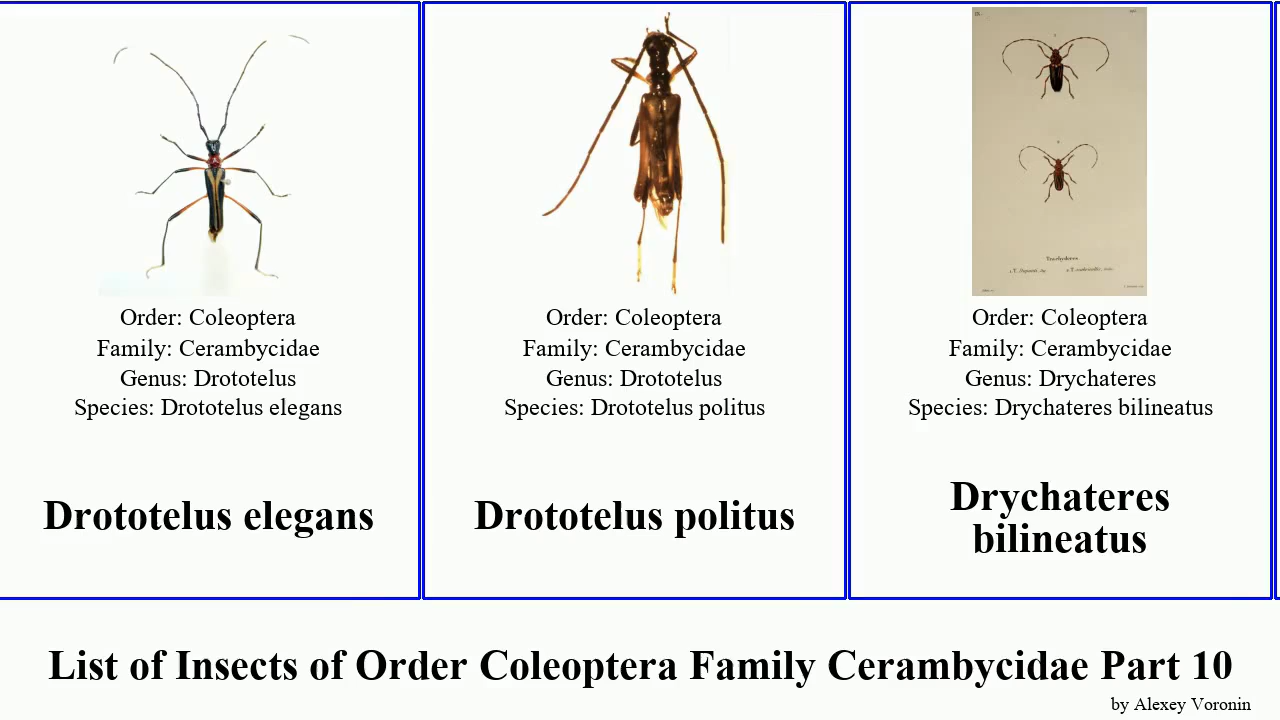 Order: Coleoptera
Family: Cerambycidae
Genus: Drototelus
Species: Drototelus elegans
Drototelus elegans
Order: Coleoptera
Family: Cerambycidae
Genus: Drototelus
Species: Drototelus politus
Drototelus politus
Trachyderes.
Order: Coleoptera
Family: Cerambycidae
Genus: Drychateres
Species: Drychateres bilineatus
Drychateres
bilineatus
List of Insects of Order Coleoptera Family Cerambycidae Part 10
by Alexey Voronin